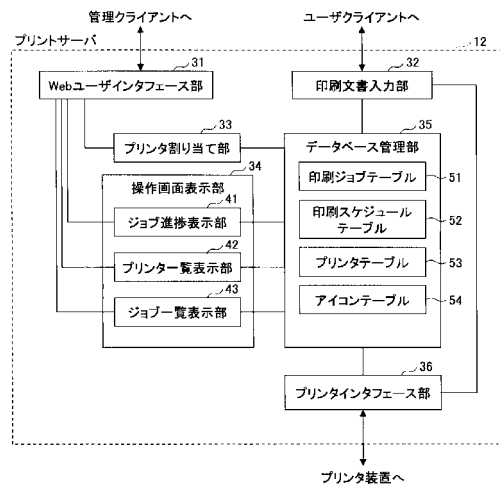 管理クライアントへ
ユーザクライアントへ
プリントサーバ
12
31
32
Webユーザインタフェース部
印刷文書入力部
33
プリンタ割り当て部
34
35
操作画面表示部
データベース管理部
41
ジョブ進捗表示部
印刷ジョブテーブル
51
印刷スケジュール
テーブル
52
42
プリンタ一覧表示部
プリンタテーブル
53
43
ジョブ一覧表示部
アイコンテーブル
54
36
プリンタインタフェース部
プリンタ装置へ